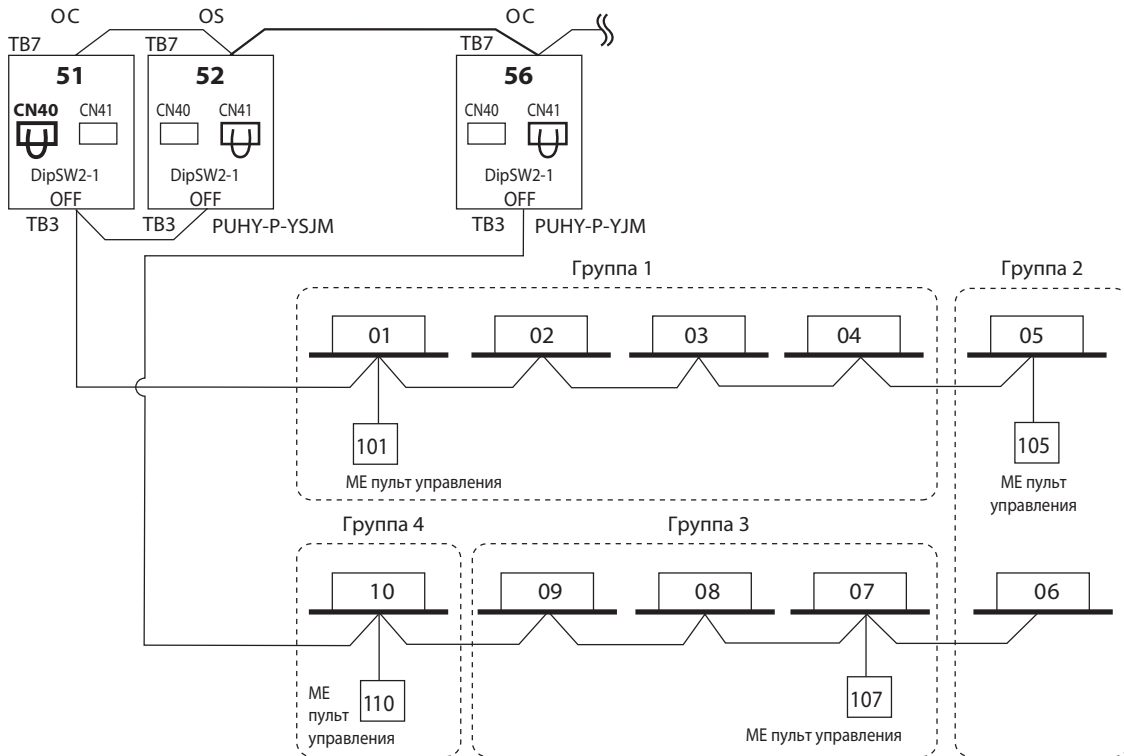 OC OS OC
TB7 TB7 TB7
51 52 56
CN40 CN41 CN40 CN41 CN40 CN41
DipSW2-1 DipSW2-1 DipSW2-1
OFF OFF OFF
TB3 TB3 PUHY-P-YSJM TB3 PUHY-P-YJM
Группа 1 Группа 2
01 02 03 04 05
101 105
МЕ пульт управления
МЕ пульт
управления
Группа 4 Группа 3
10 09 08 07 06
110 107
МЕ
пульт
управления
МЕ пульт управления